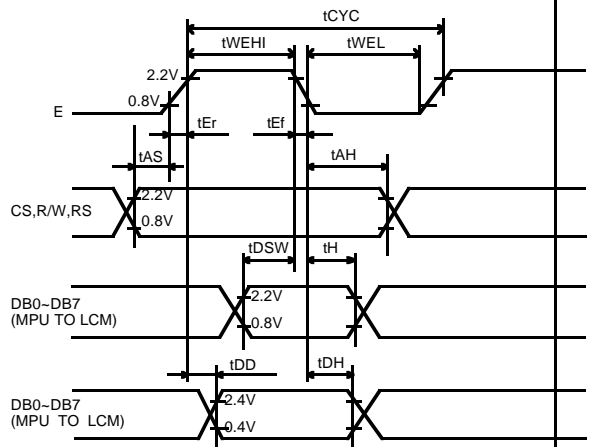 tCYC
tWEHI
tWEL
2.2V
0.8V
E
tEr
tEf
tAS
tAH
2.2V
CS,R/W,RS
0.8V
tDSW
tH
DB0~DB7
(MPU TO LCM)
2.2V
0.8V
tDD
tDH
DB0~DB7
(MPU TO LCM)
2.4V
0.4V